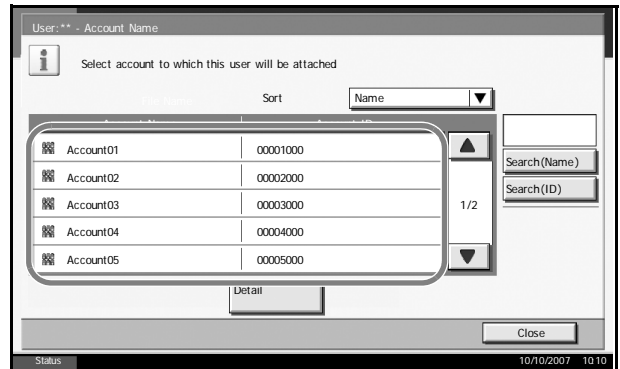 User:** - Account Name
i
Select account to which this user will be attached
Sort Name
Account01 00001000
Account02 00002000
Account03 00003000
Account04 00004000
Account05 00005000
1/2
Search(Name)
Search(ID)
Detail
Close
Status 10/10/2007 10:10